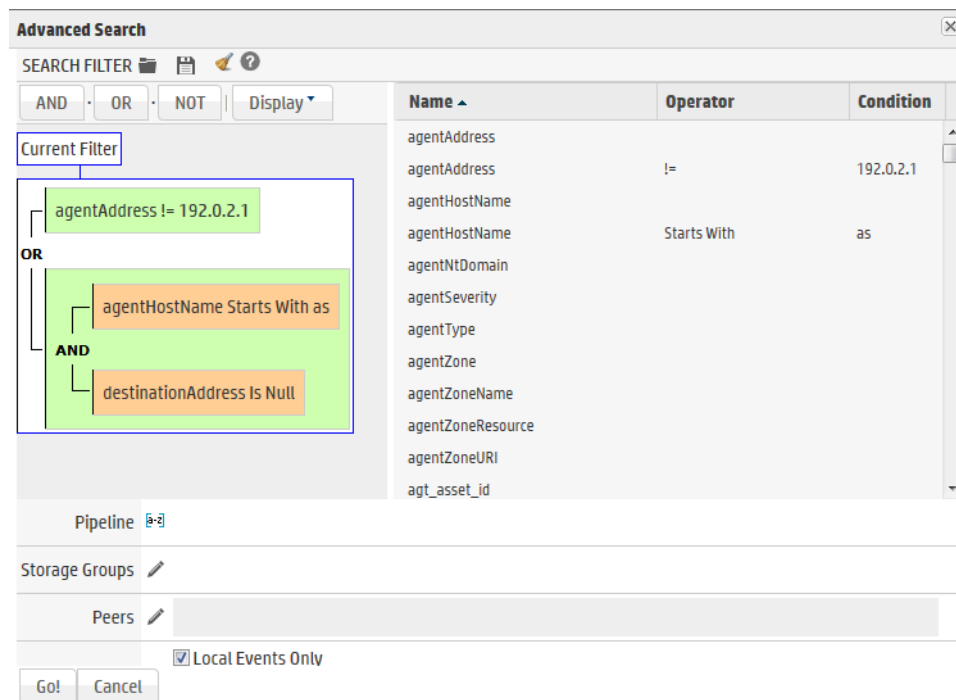 Advanced Search
SEARCH FILTER
AND · OR · NOT | Display
Current Filter
agentAddress != 192.0.2.1
OR
agentHostName Starts With as
AND
destinationAddress Is Null
Name Operator Condition
agentAddress
agentAddress != 192.0.2.1
agentHostName
agentHostName Starts With as
agentNtDomain
agentSeverity
agentType
agentZone
agentZoneName
agentZoneResource
agentZoneURI
agt_asset_id
Pipeline a-z
Storage Groups
Peers
Local Events Only
Go! Cancel